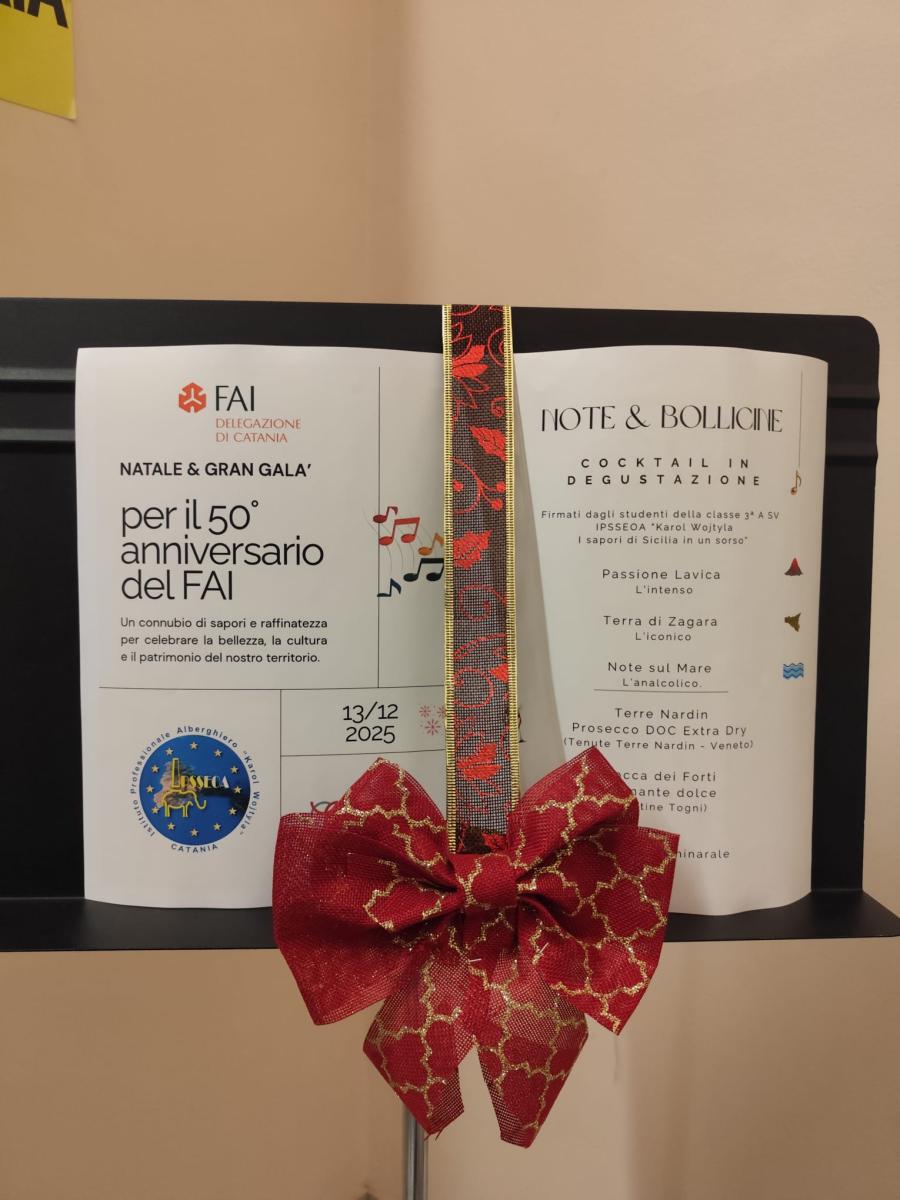 FAI
DELEGAZIONE
DI CATANIA
NATALE & GRAN GALA’
per il 50°
anniversario
del FAI
Un connubio di sapori e raffinatezza
per celebrare la bellezza, la cultura
e il patrimonio del nostro territorio.
13/12
2025
Istituto Professionale Alberghiero "Karol Wojtyla"
IPSSEOA
CATANIA
NOTE & BOLLICINE
COCKTAIL IN
DEGUSTAZIONE
Firmati dagli studenti della classe 3ª A SV
IPSSEOA "Karol Wojtyla
I sapori di Sicilia in un sorso"
Passione Lavica
L'intenso
Terra di Zagara
L'iconico
Note sul Mare
L'analcolico.
Terre Nardin
Prosecco DOC Extra Dry
(Tenute Terre Nardin - Veneto)
dei Forti
dolce
Togni)